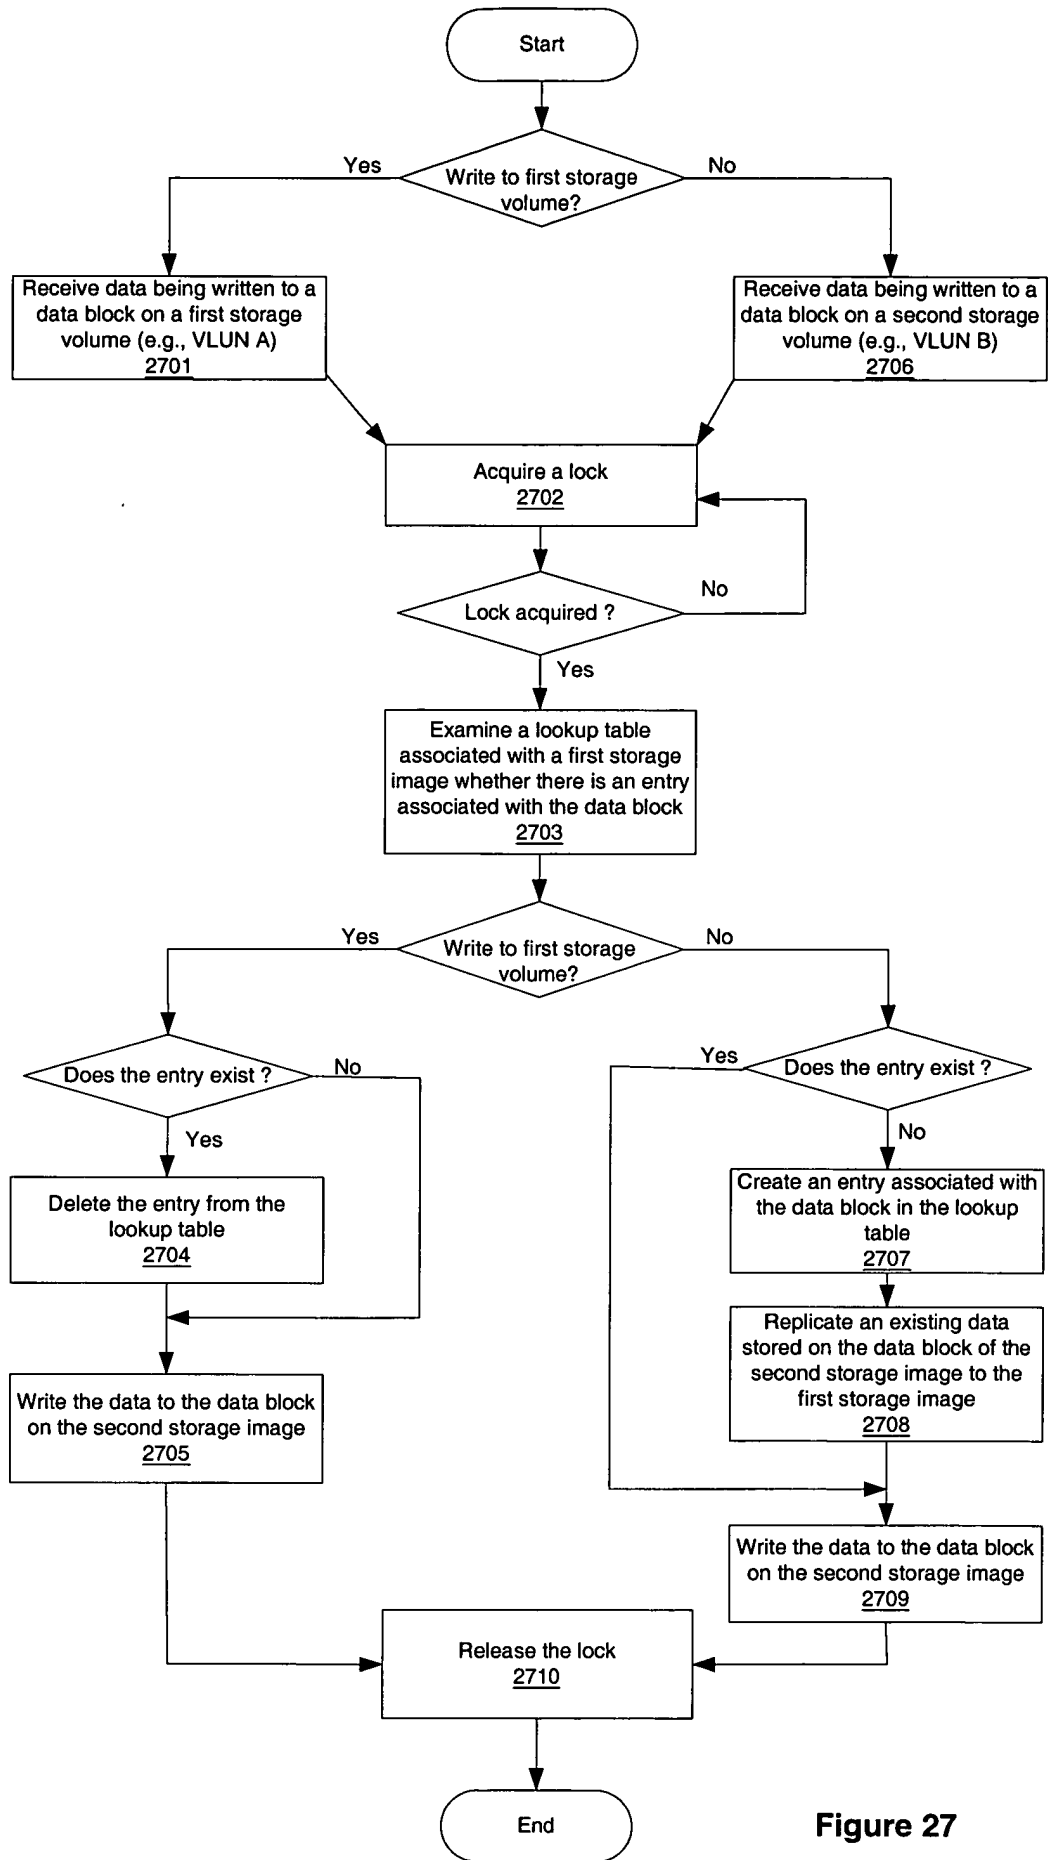 Start
Yes
No
Write to first storage
volume?
Receive data being written to a
data block on a first storage
volume (e.g., VLUN A)
2701
Receive data being written to a
data block on a second storage
volume (e.g., VLUN B)
2706
Acquire a lock
2702
Lock acquired ?
No
Yes
Examine a lookup table
associated with a first storage
image whether there is an entry
associated with the data block
2703
Yes
No
Write to first storage
volume?
Does the entry exist ?
No
Yes
Delete the entry from the
lookup table
2704
Write the data to the data block
on the second storage image
2705
Yes
Does the entry exist ?
No
Create an entry associated with
the data block in the lookup
table
2707
Replicate an existing data
stored on the data block of the
second storage image to the
first storage image
2708
Write the data to the data block
on the second storage image
2709
Release the lock
2710
End
Figure 27